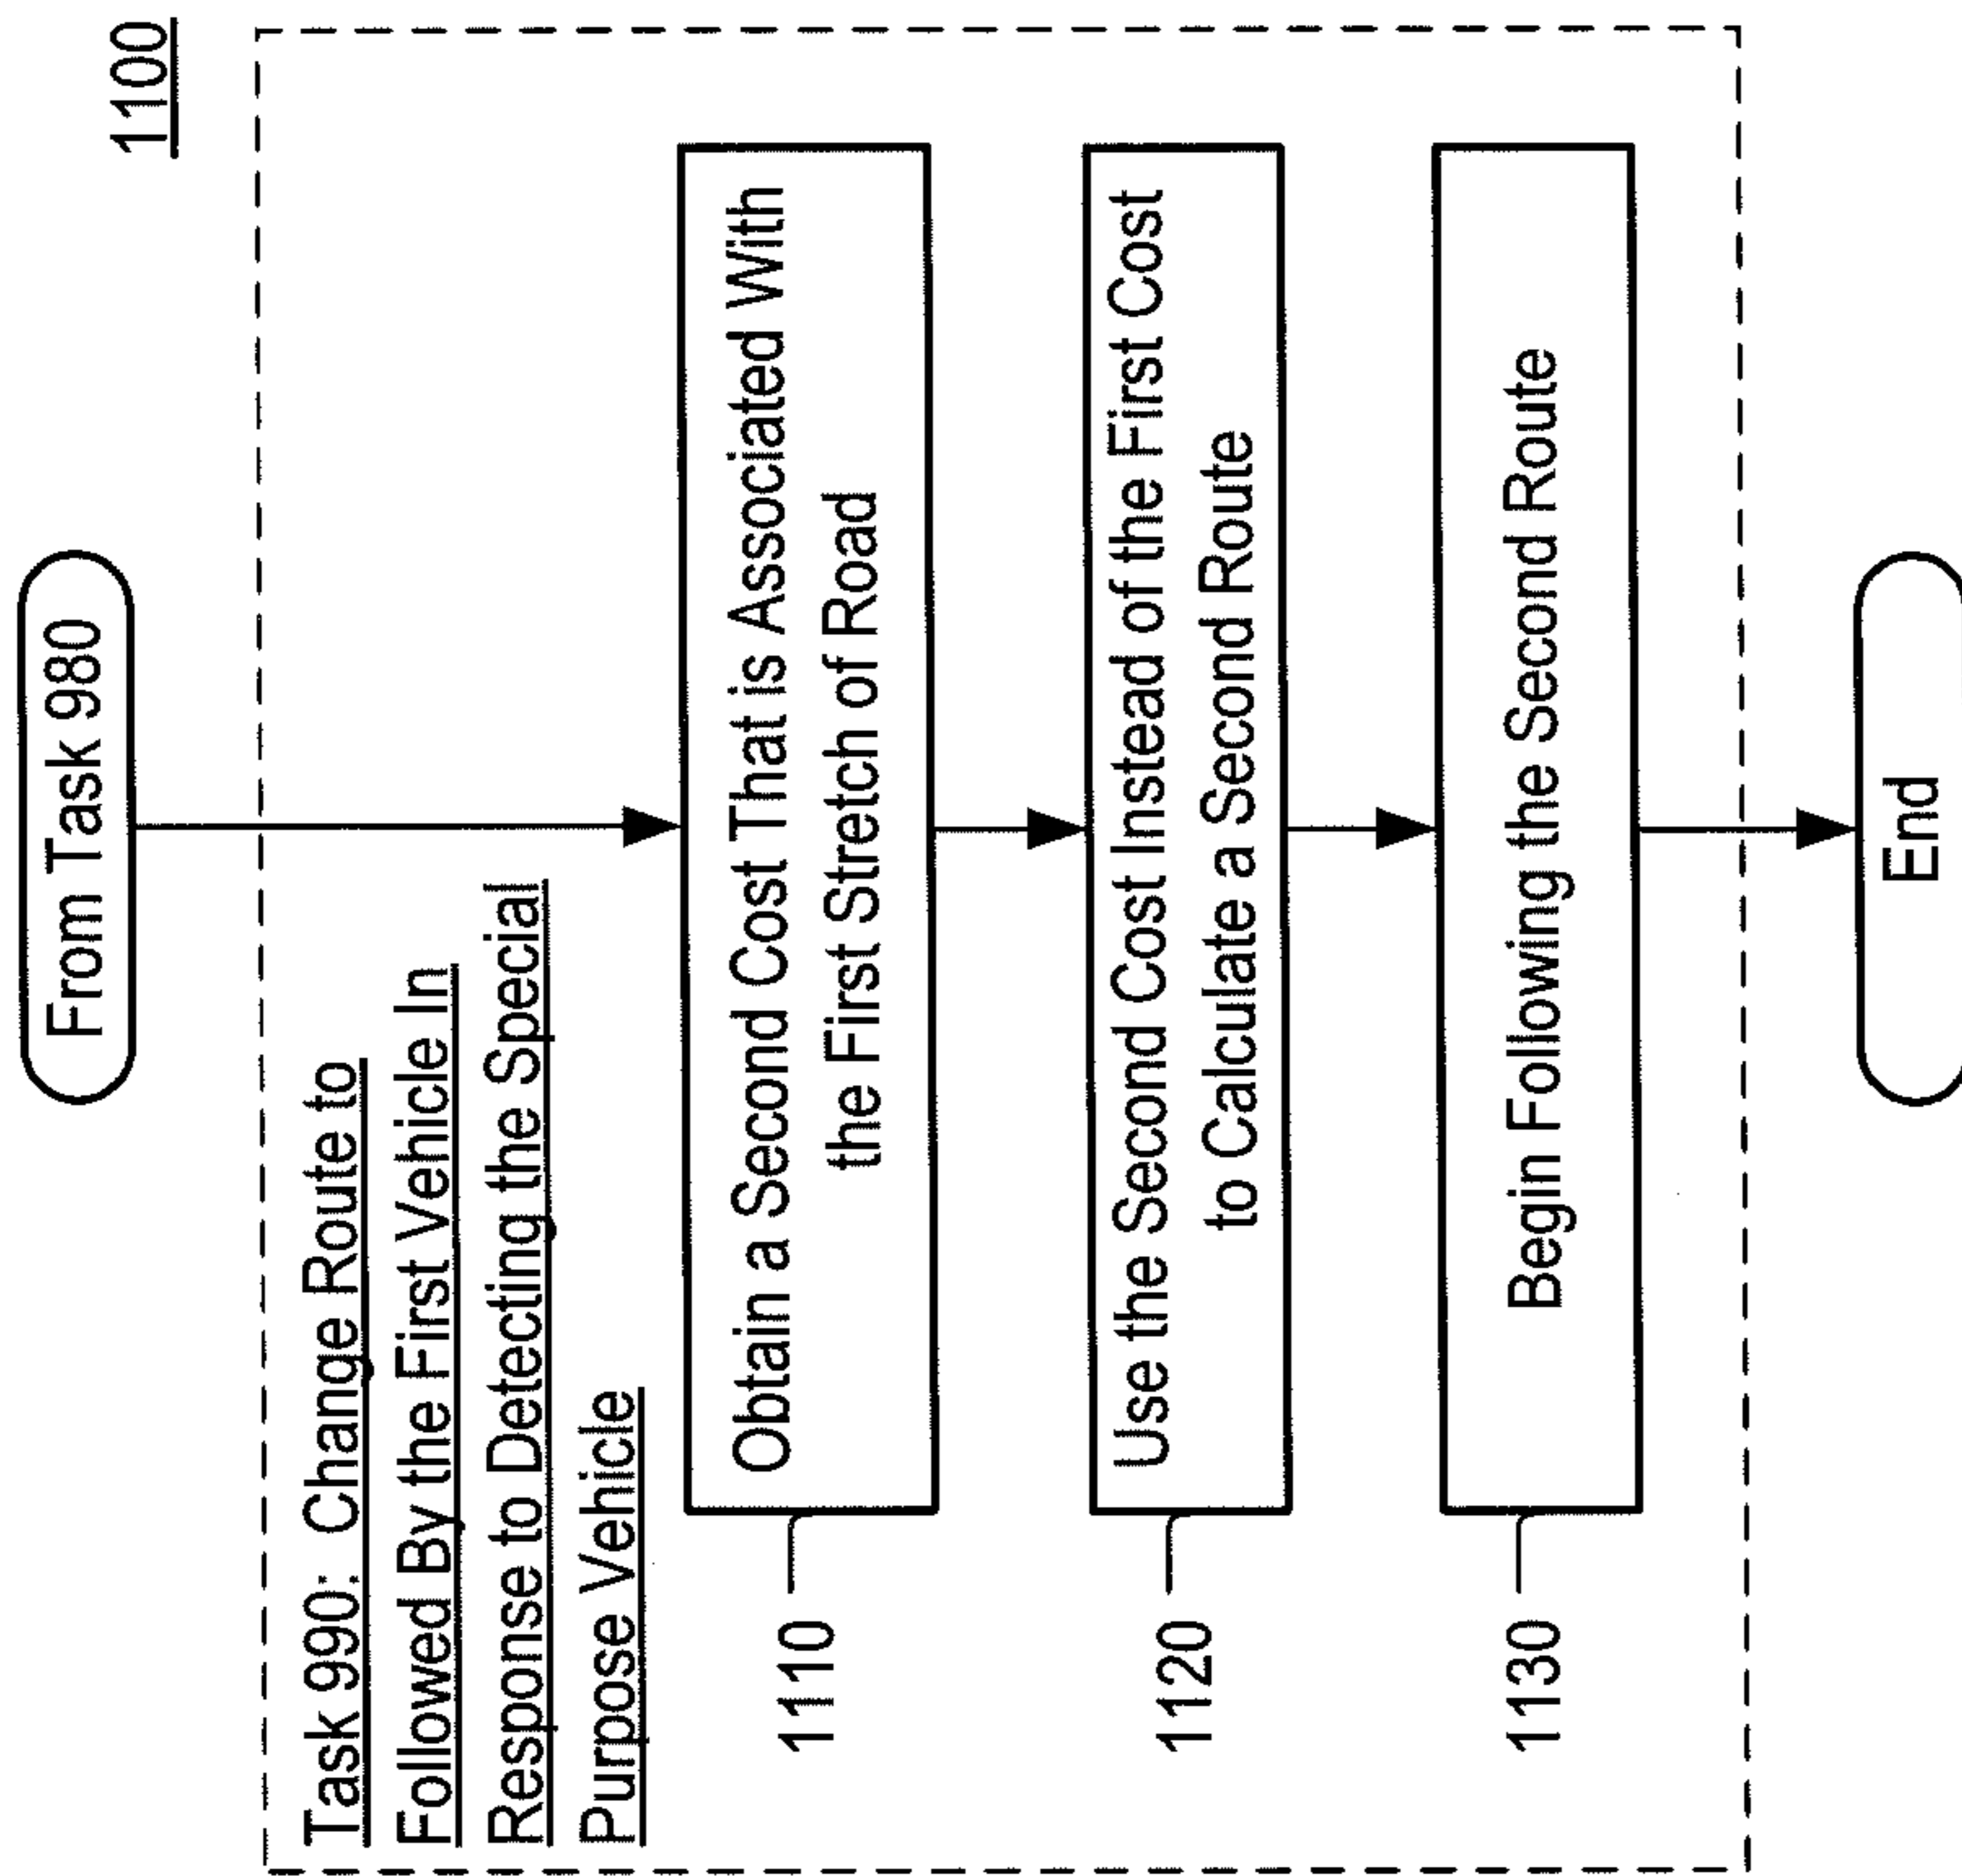 1100
From Task 980
Task 990: Change Route to
Followed By the First Vehicle In
Response to Detecting the Special
Purpose Vehicle
1110
Obtain a Second Cost That is Associated With
the First Stretch of Road
1120
Use the Second Cost Instead of the First Cost
to Calculate a Second Route
1130
Begin Following the Second Route
End